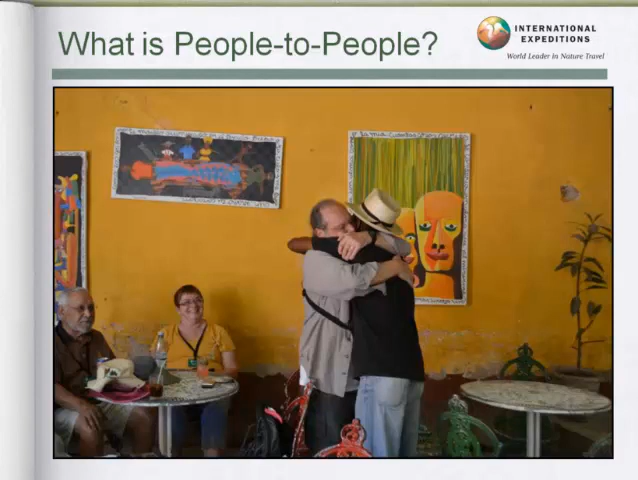 What is People-to-People?
INTERNATIONAL
EXPEDITIONS
World Leader in Nature Travel